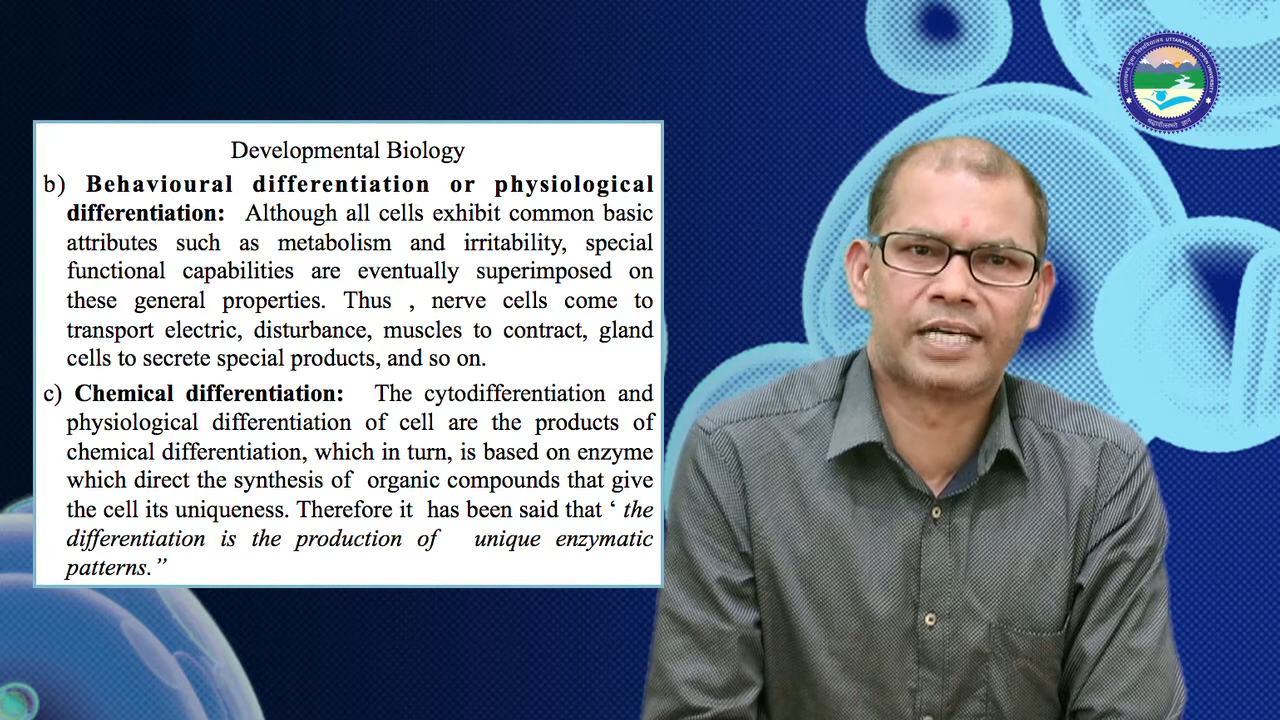 Developmental Biology
b) Behavioural differentiation or physiological
differentiation: Although all cells exhibit common basic
attributes such as metabolism and irritability, special
functional capabilities are eventually superimposed on
these general properties. Thus , nerve cells come to
transport electric, disturbance, muscles to contract, gland
cells to secrete special products, and so on.
c) Chemical differentiation: The cytodifferentiation and
physiological differentiation of cell are the products of
chemical differentiation, which in turn, is based on enzyme
which direct the synthesis of organic compounds that give
the cell its uniqueness. Therefore it has been said that ‘ the
differentiation is the production of unique enzymatic
patterns.”
UTTARAKHAND OPEN UNIVERSITY